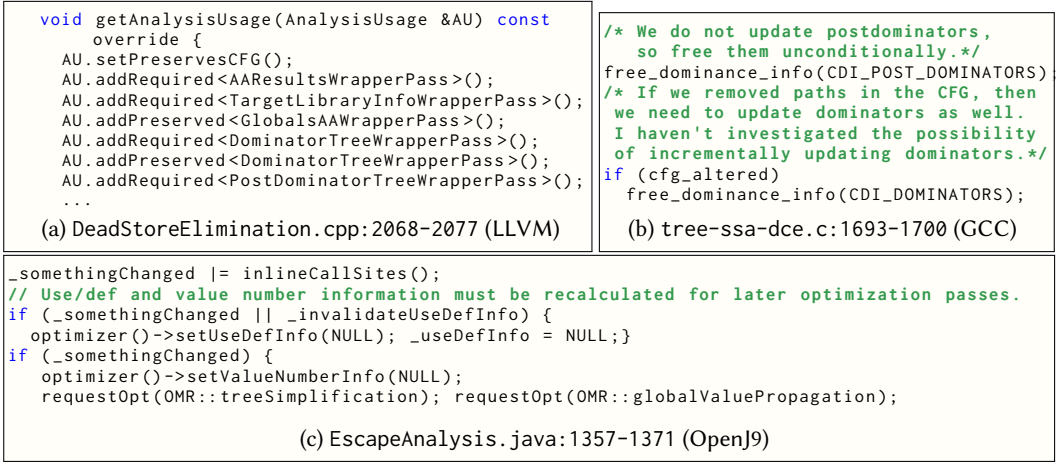 void getAnalysisUsage(AnalysisUsage &AU) const
override {
AU.setPreservesCFG();
AU.addRequired<AAResultsWrapperPass>();
AU.addRequired<TargetLibraryInfoWrapperPass>();
AU.addPreserved<GlobalsAAWrapperPass>();
AU.addRequired<DominatorTreeWrapperPass>();
AU.addPreserved<DominatorTreeWrapperPass>();
AU.addRequired<PostDominatorTreeWrapperPass>();
...
(a) DeadStoreElimination.cpp:2068-2077 (LLVM)
/* We do not update postdominators,
so free them unconditionally.*/
free_dominance_info(CDI_POST_DOMINATORS);
/* If we removed paths in the CFG, then
we need to update dominators as well.
I haven't investigated the possibility
of incrementally updating dominators.*/
if (cfg_altered)
free_dominance_info(CDI_DOMINATORS);
(b) tree-ssa-dce.c:1693-1700 (GCC)
_somethingChanged |= inlineCallSites();
// Use/def and value number information must be recalculated for later optimization passes.
if (_somethingChanged || _invalidateUseDefInfo) {
optimizer()->setUseDefInfo(NULL); _useDefInfo = NULL;}
if (_somethingChanged) {
optimizer()->setValueNumberInfo(NULL);
requestOpt(OMR::treeSimplification); requestOpt(OMR::globalValuePropagation);
(c) EscapeAnalysis.java:1357-1371 (OpenJ9)